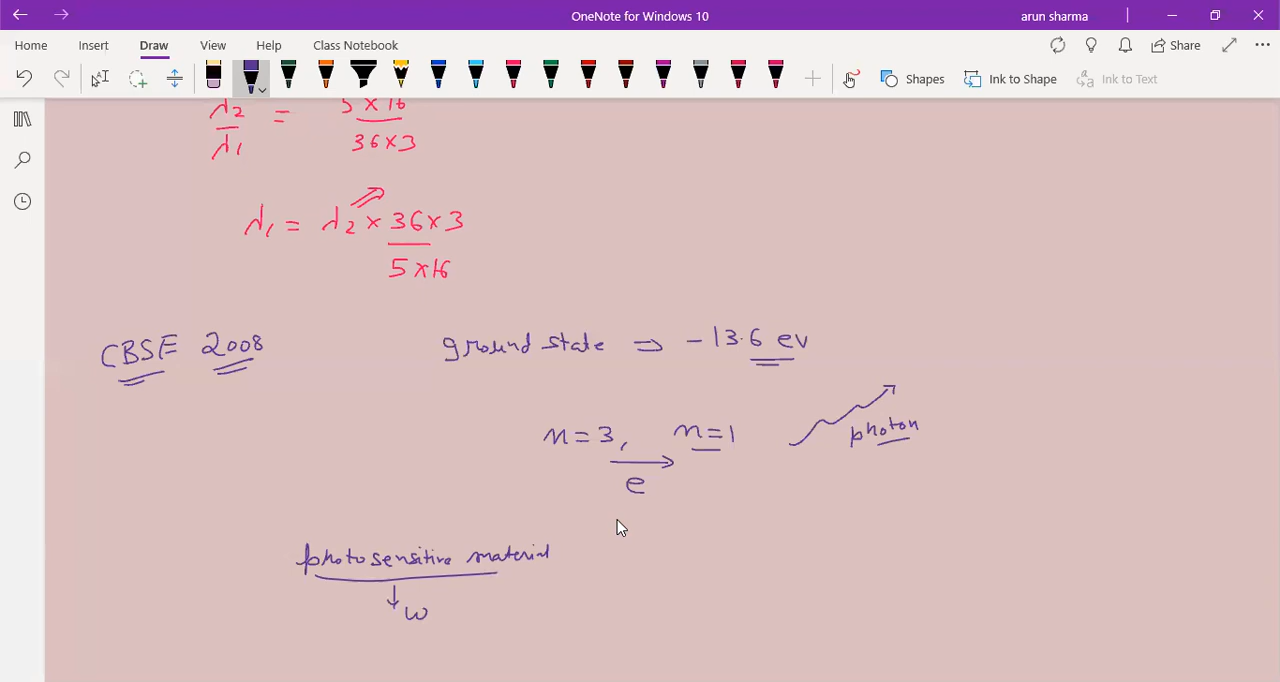 OneNote for Windows 10
arun sharma
Home Insert Draw View Help Class Notebook
Share
Shapes Ink to Shape Ink to Text
λ2 / λ1 = 5 × 16 / 36 × 3
λ1 = λ2 × 36 × 3 / 5 × 16
CBSE 2008 ground state ⇒ -13.6 ev
n = 3, n = 1 photon
e
photosensitive material
↓ w